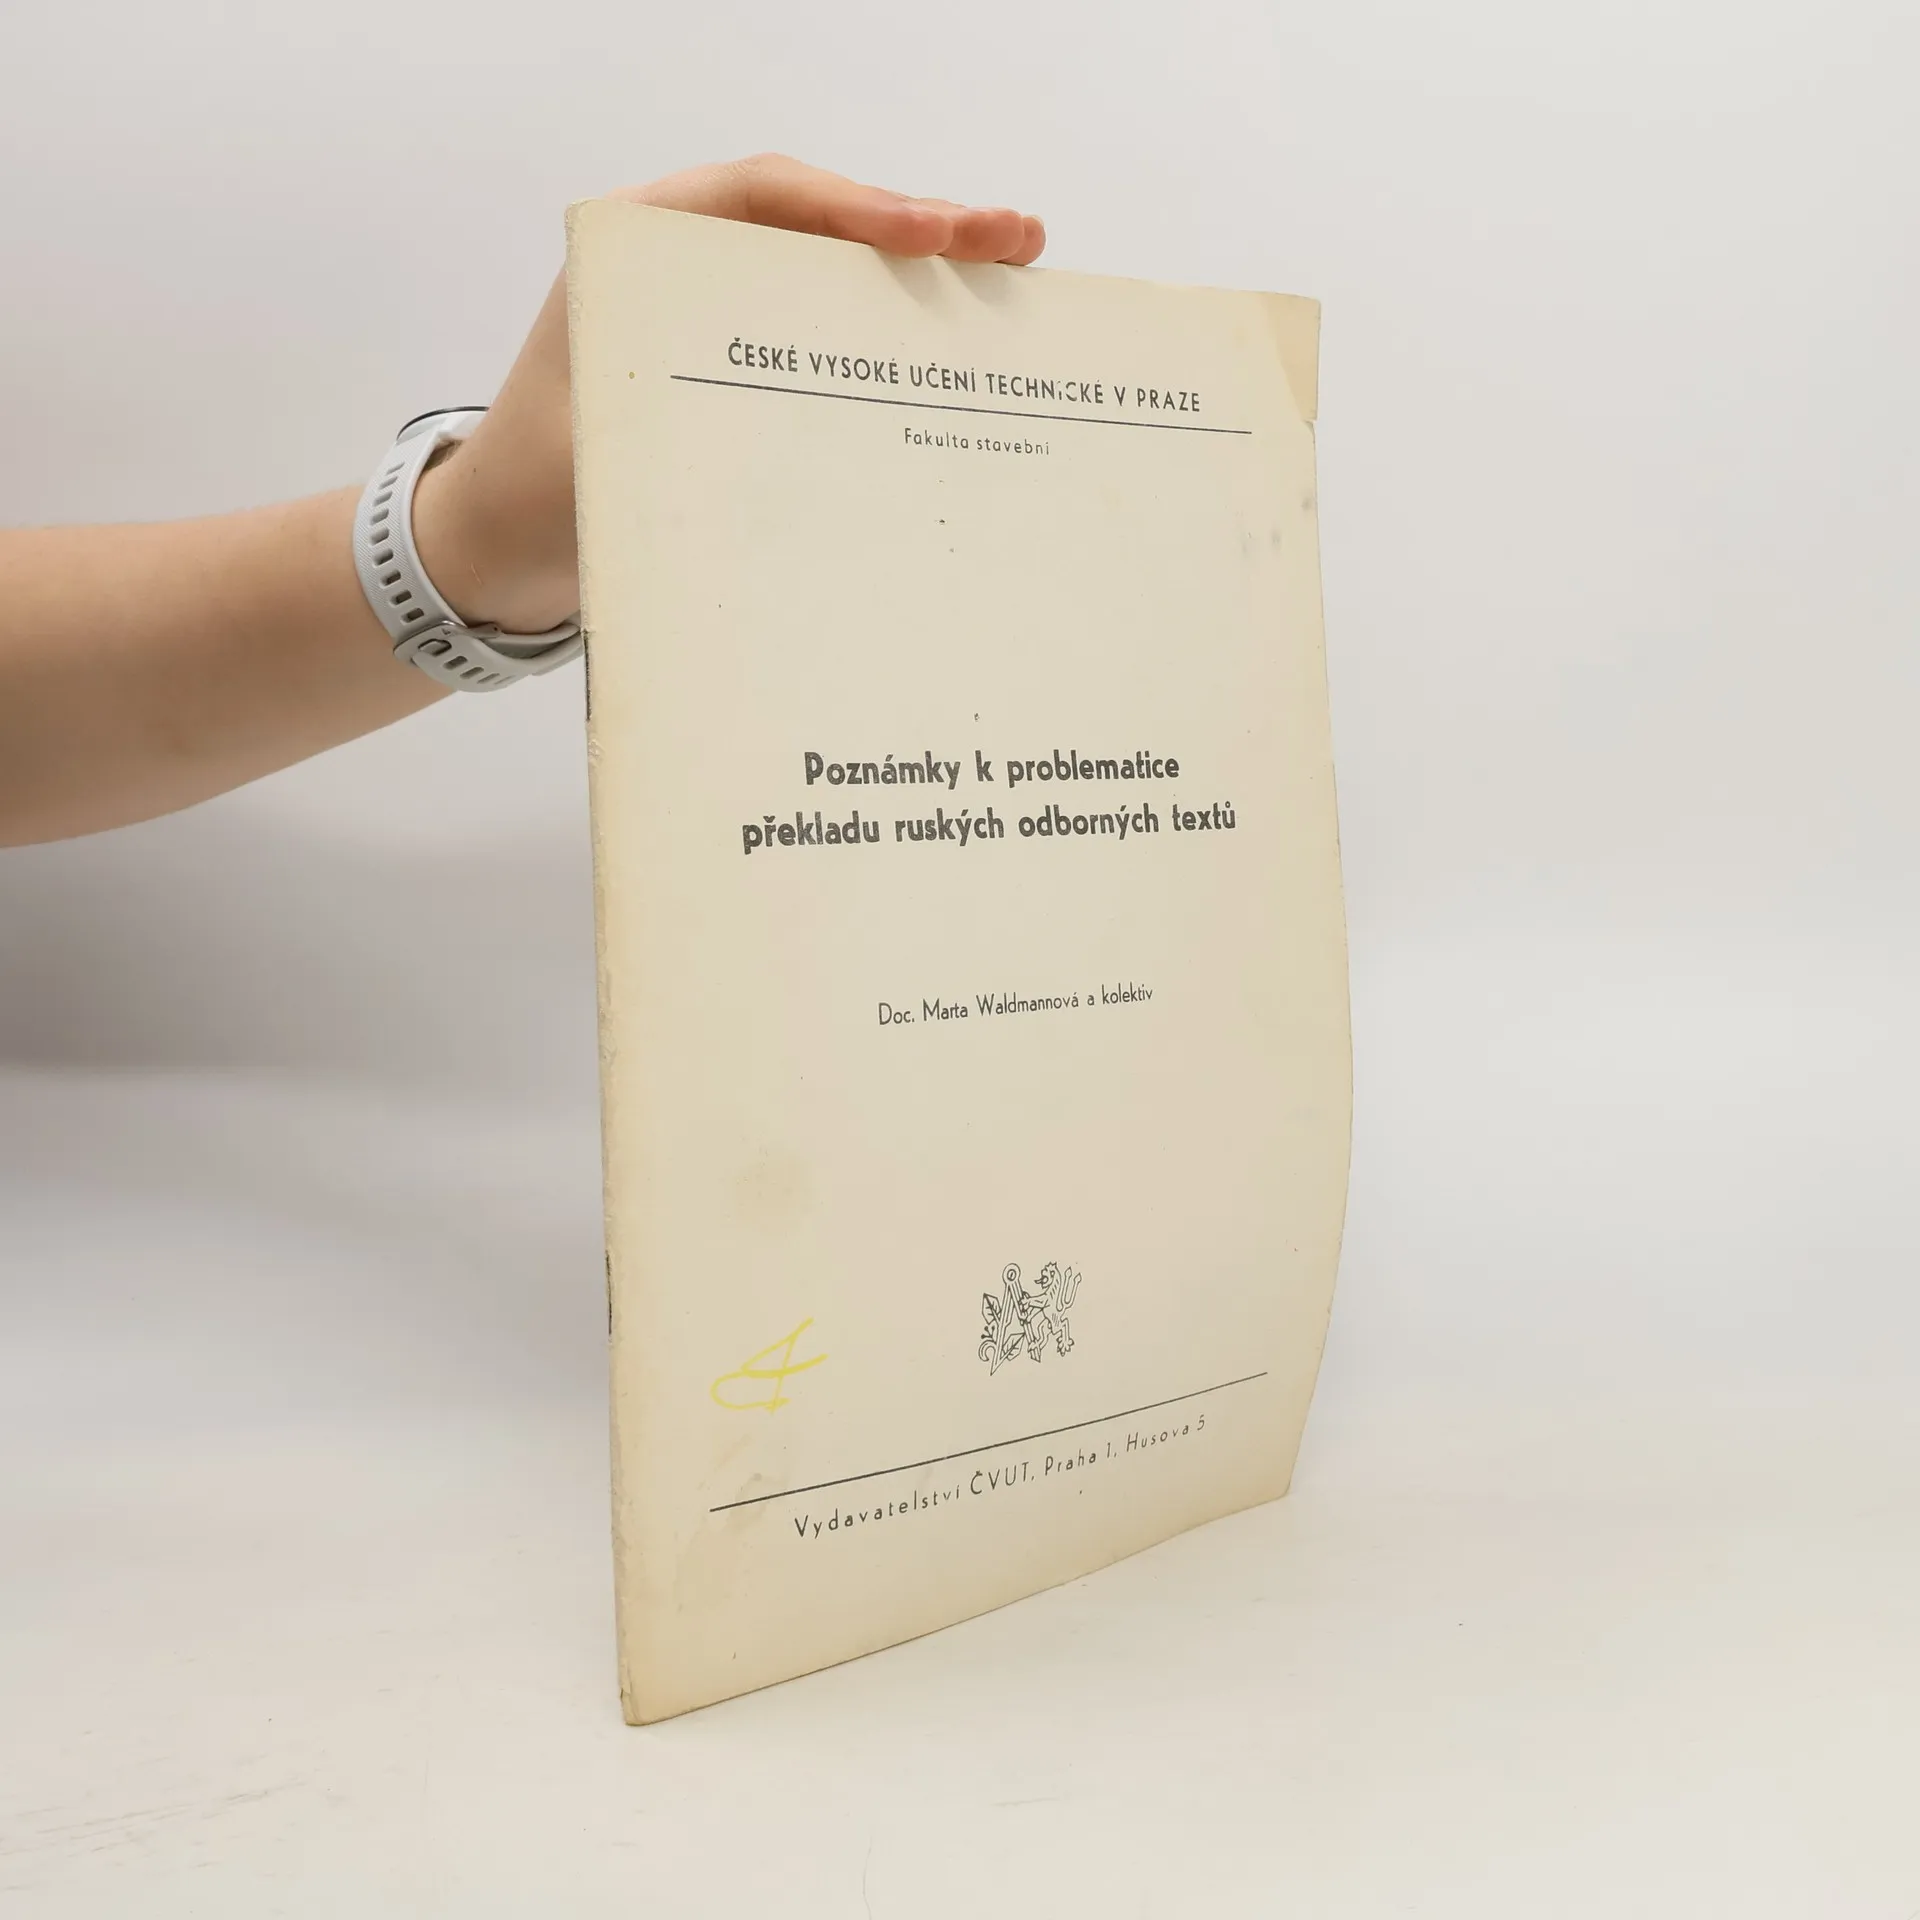 ČESKÉ VYSOKÉ UČENÍ TECHNICKÉ V PRAZE
Fakulta stavební
Poznámky k problematice
překladu ruských odborných textů
Doc. Marta Waldmannová a kolektiv
Vydavatelství ČVUT, Praha 1, Husova 5